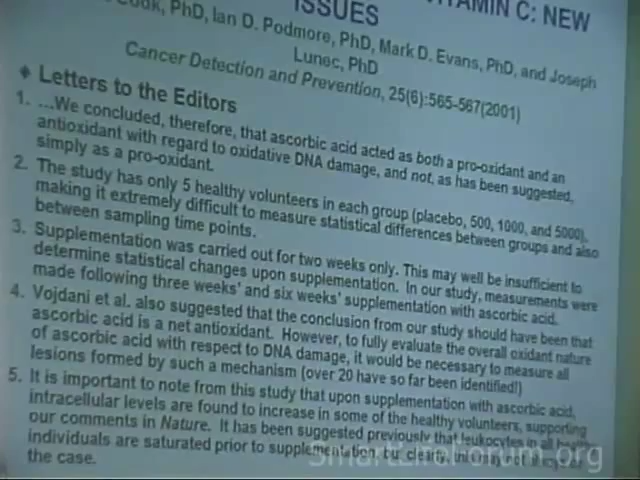 VITAMIN C: NEW
ISSUES
Cook, PhD, Ian D. Podmore, PhD, Mark D. Evans, PhD, and Joseph
Lunec, PhD
Cancer Detection and Prevention, 25(6):565-567(2001)
Letters to the Editors
1. ...We concluded, therefore, that ascorbic acid acted as both a pro-oxidant and an
antioxidant with regard to oxidative DNA damage, and not, as has been suggested,
simply as a pro-oxidant.
2. The study has only 5 healthy volunteers in each group (placebo, 500, 1000, and 5000),
making it extremely difficult to measure statistical differences between groups and also
between sampling time points.
3. Supplementation was carried out for two weeks only. This may well be insufficient to
determine statistical changes upon supplementation. In our study, measurements were
made following three weeks' and six weeks' supplementation with ascorbic acid.
4. Vojdani et al. also suggested that the conclusion from our study should have been that
ascorbic acid is a net antioxidant. However, to fully evaluate the overall oxidant nature
of ascorbic acid with respect to DNA damage, it would be necessary to measure all
lesions formed by such a mechanism (over 20 have so far been identified!)
5. It is important to note from this study that upon supplementation with ascorbic acid,
intracellular levels are found to increase in some of the healthy volunteers, supporting
our comments in Nature. It has been suggested previously that leukocytes in all healthy
individuals are saturated prior to supplementation, but clearly, this may not always be
the case.
SmartLifeForum.org